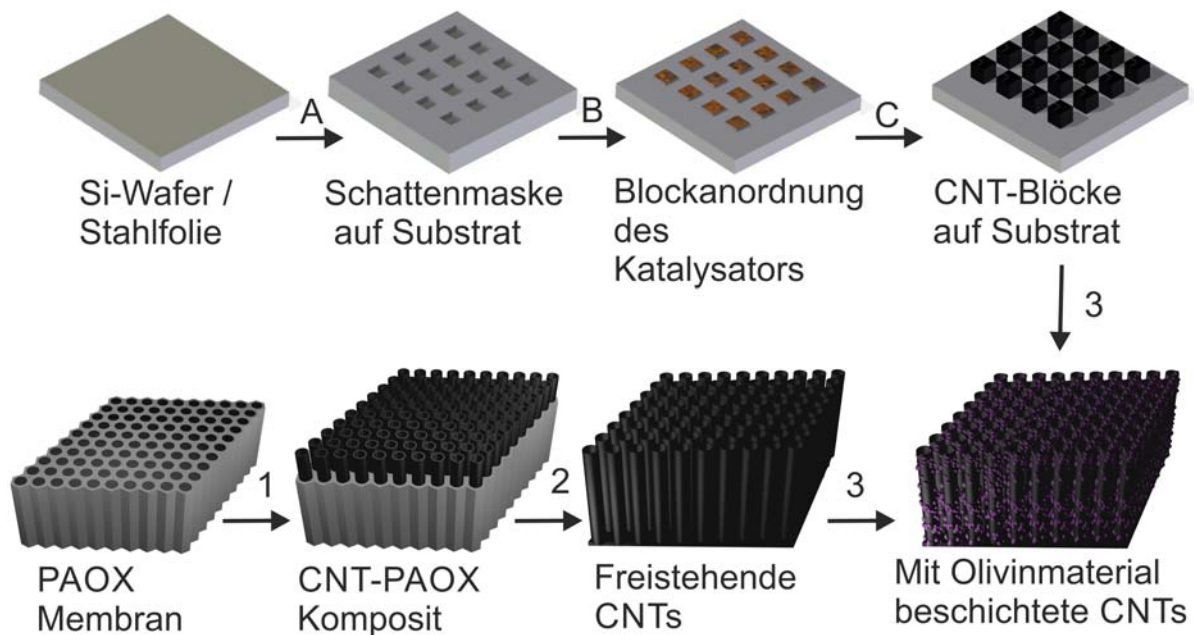 A
B
C
Si-Wafer /
Stahlfolie
Schattenmaske
auf Substrat
Blockanordnung
des
Katalysators
CNT-Blöcke
auf Substrat
3
1
2
3
PAOX
Membran
CNT-PAOX
Komposit
Freistehende
CNTs
Mit Olivinmaterial
beschichtete CNTs